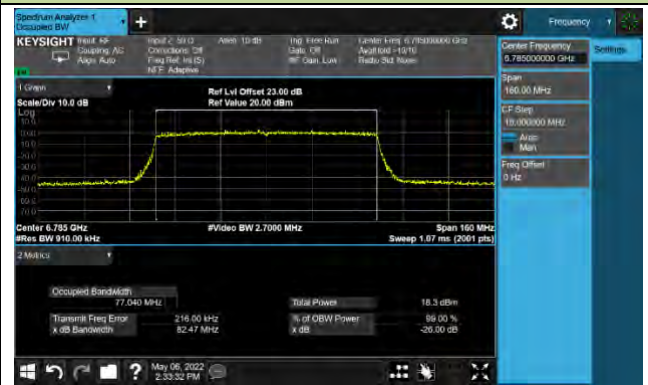 Spectrum Analyzer 1
Occupied BW
Frequency
KEYSIGHT Input: RF
Coupling: AC
Align: Auto
Input Z: 50 Ω
Corrections: Off
Freq Ref: Int (S)
NFE: Adaptive
Atten: 10 dB
Trig: Free Run
Gate: Off
#IF Gain: Low
Center Freq: 6.785000000 GHz
Avg|Hold: >10/10
Radio Std: None
Center Frequency
6.785000000 GHz
Settings
Span
160.00 MHz
CF Step
16.000000 MHz
Auto
Man
Freq Offset
0 Hz
1 Graph
Scale/Div 10.0 dB
Log
Ref Lvl Offset 23.00 dB
Ref Value 20.00 dBm
Center 6.785 GHz
#Res BW 910.00 kHz
#Video BW 2.7000 MHz
Span 160 MHz
Sweep 1.07 ms (2001 pts)
2 Metrics
Occupied Bandwidth
77.040 MHz
Total Power
18.3 dBm
Transmit Freq Error
216.00 kHz
% of OBW Power
99.00 %
x dB Bandwidth
82.47 MHz
x dB
-26.00 dB
May 06, 2022
2:33:32 PM